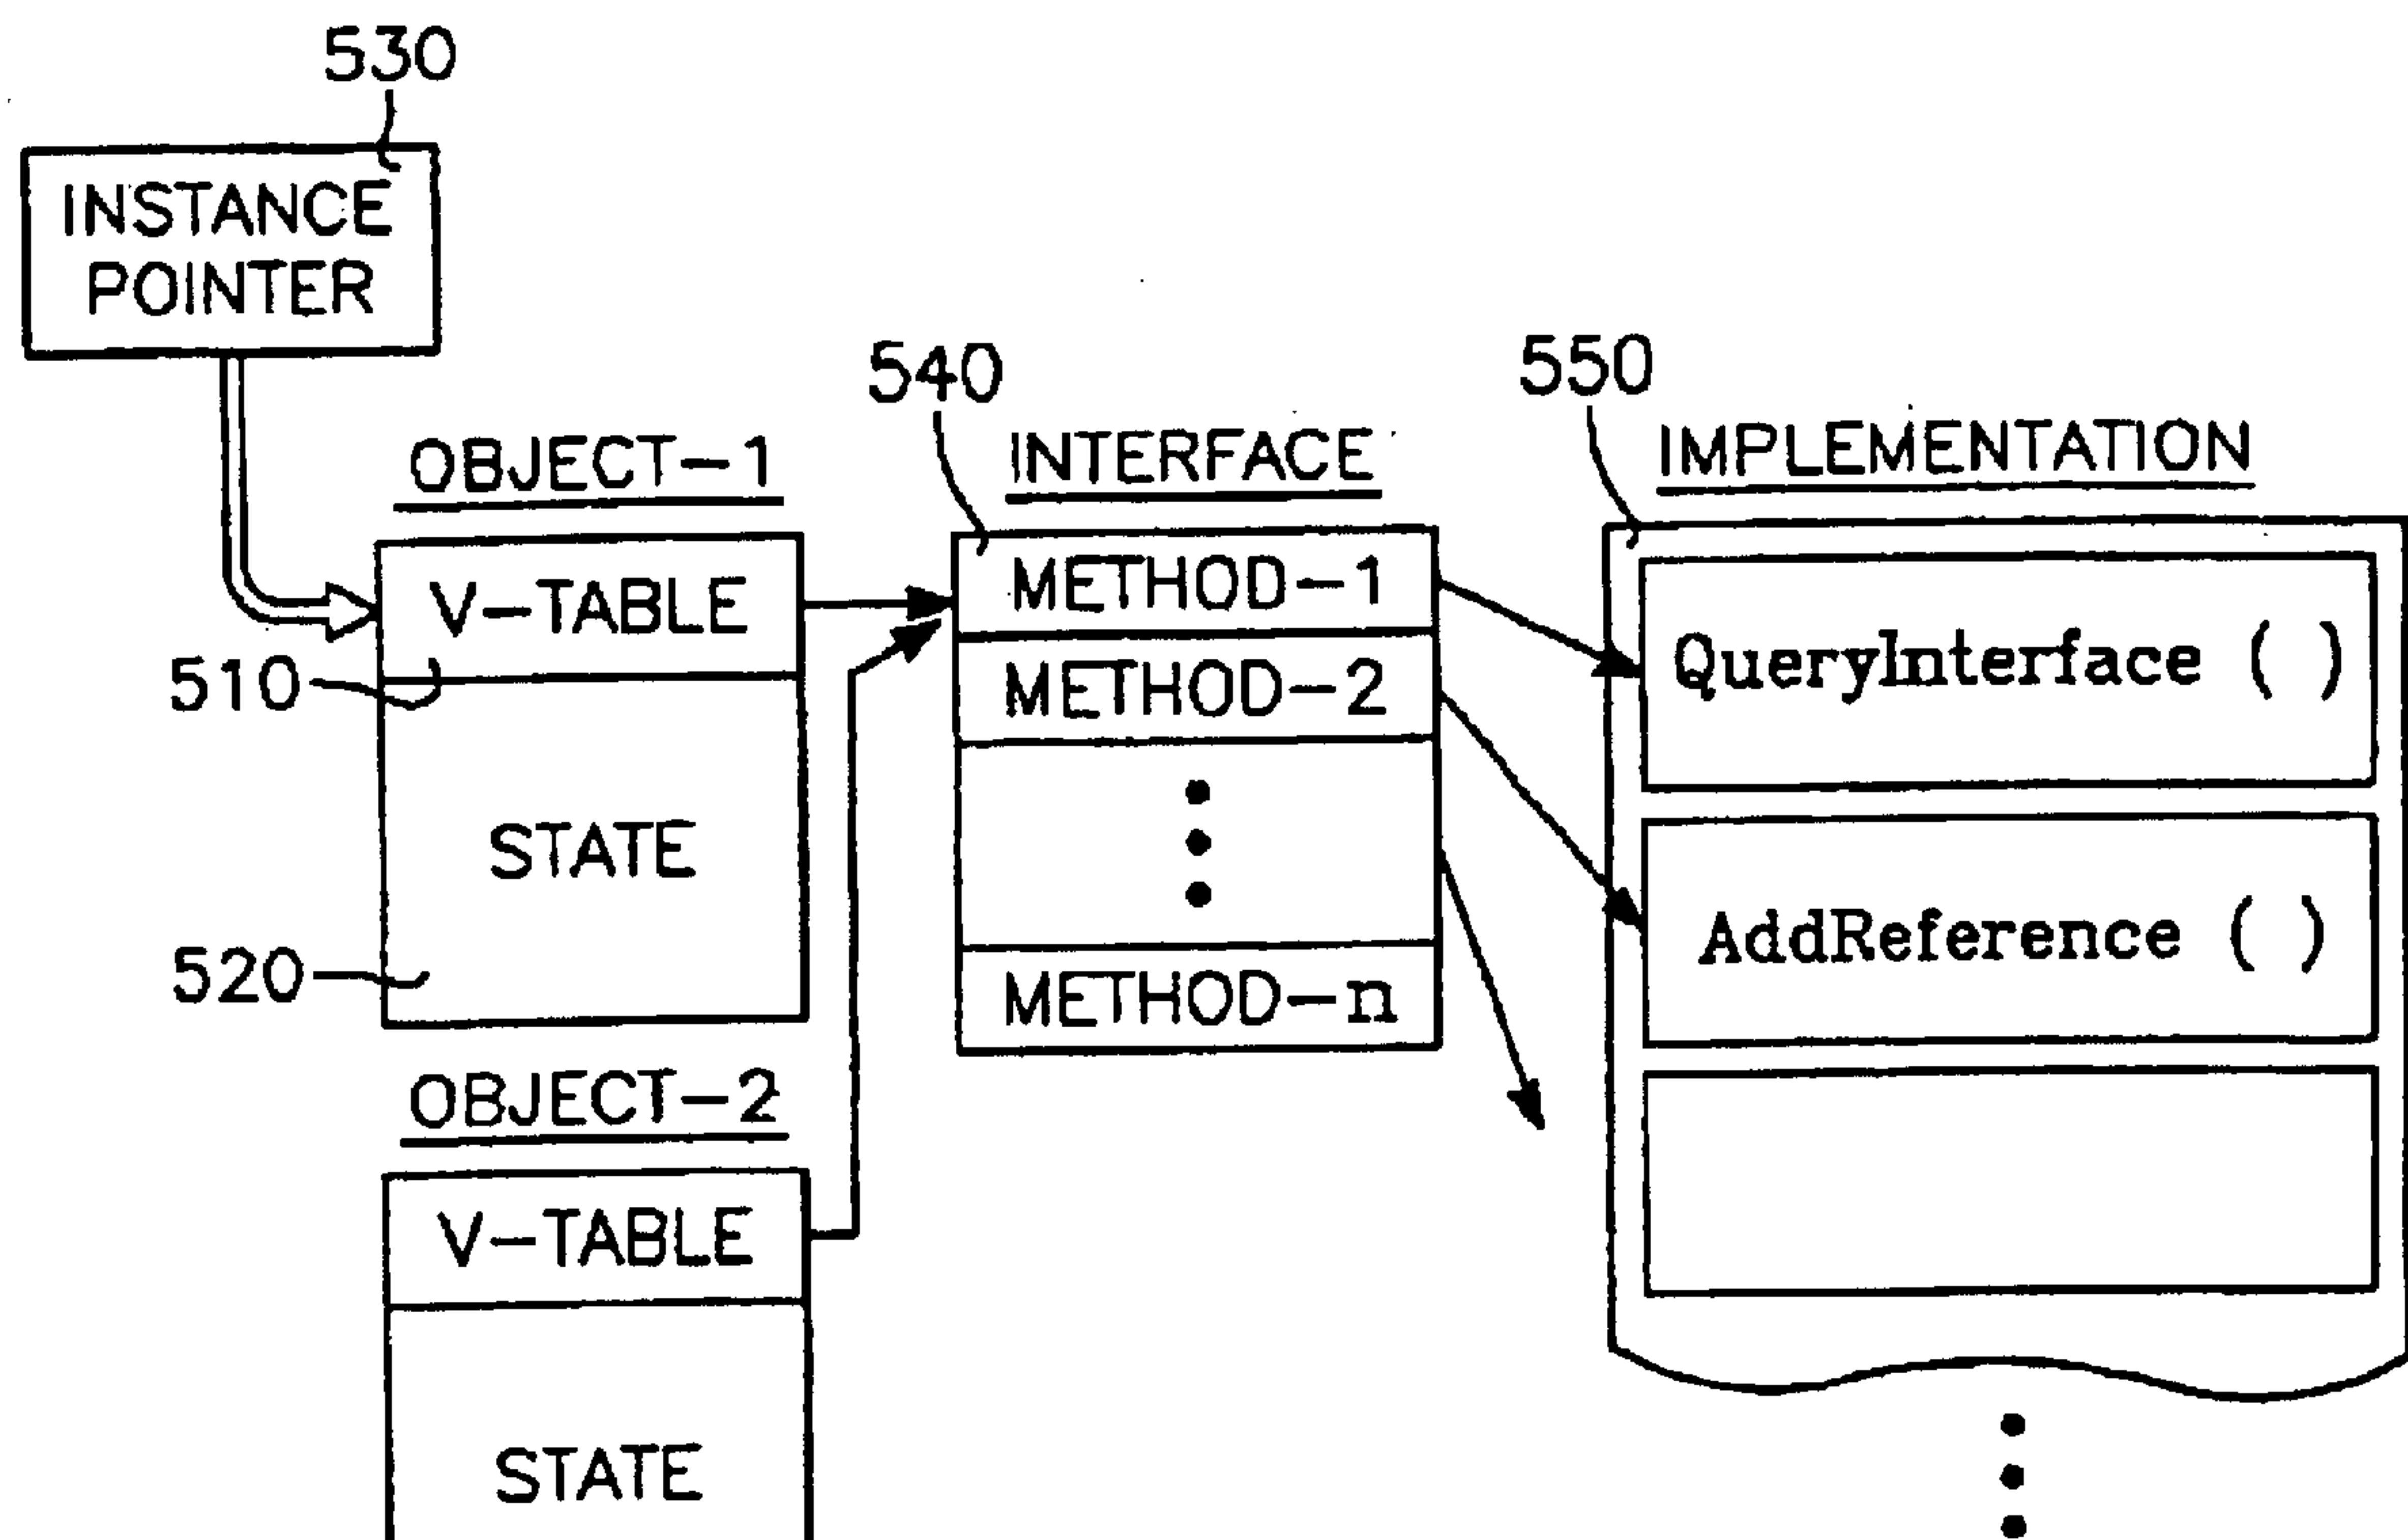 530
INSTANCE
POINTER
540
550
OBJECT-1
INTERFACE
IMPLEMENTATION
V-TABLE
METHOD-1
QueryInterface ( )
510
METHOD-2
STATE
AddReference ( )
520
METHOD-n
OBJECT-2
V-TABLE
STATE